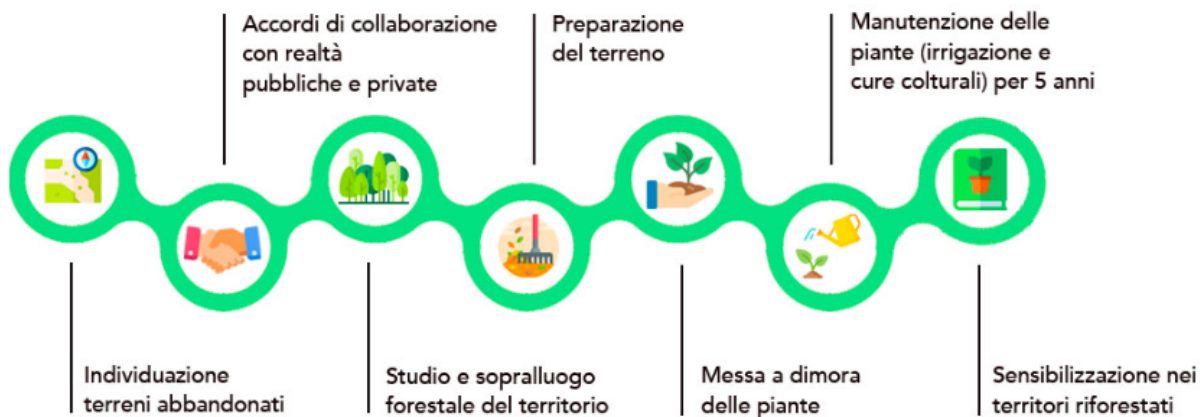 Accordi di collaborazione
con realtà
pubbliche e private
Preparazione
del terreno
Manutenzione delle
piante (irrigazione e
cure colturali) per 5 anni
Individuazione
terreni abbandonati
Studio e sopralluogo
forestale del territorio
Messa a dimora
delle piante
Sensibilizzazione nei
territori riforestati